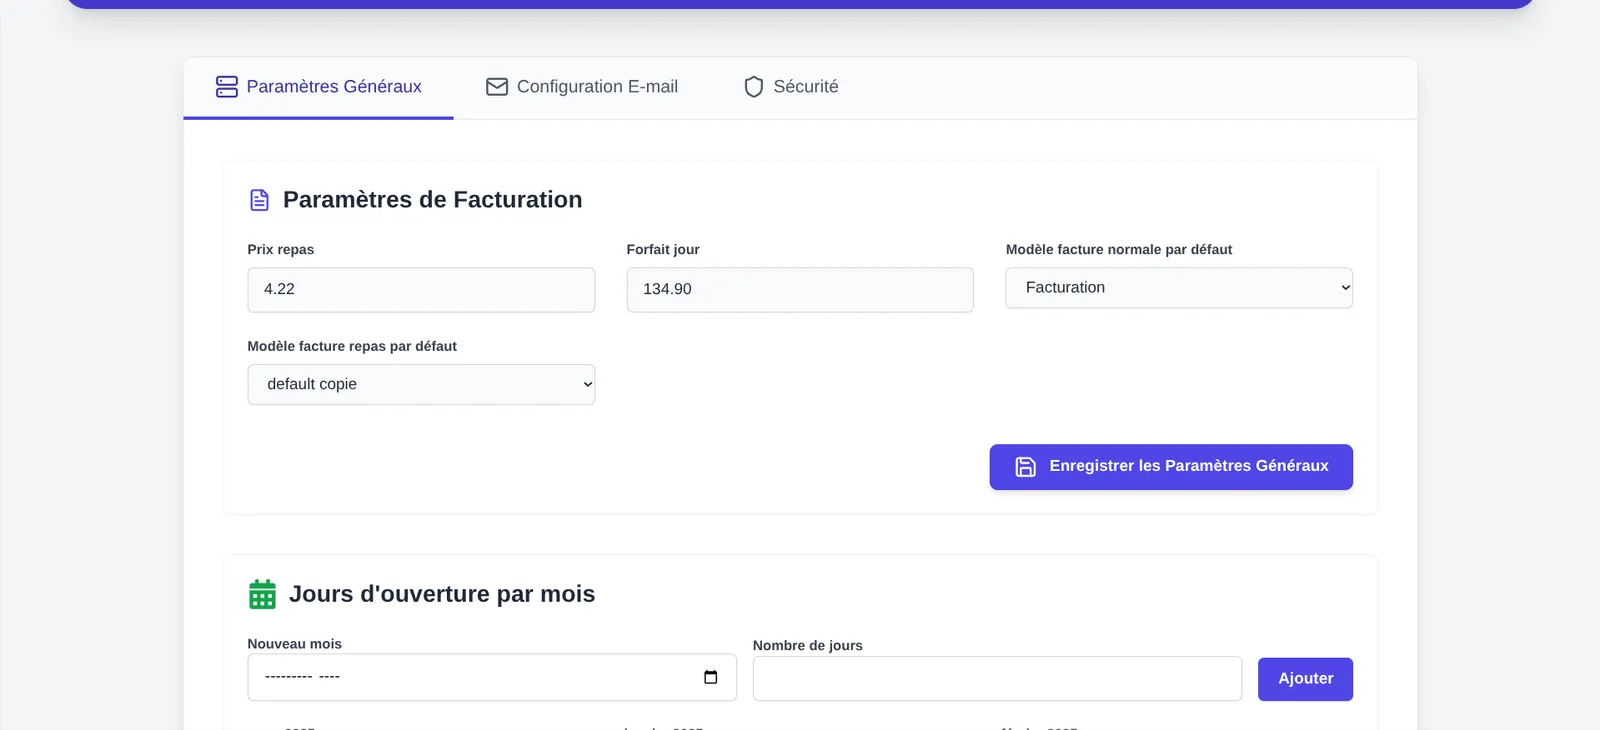 Paramètres Généraux
Configuration E-mail
Sécurité
Paramètres de Facturation
Prix repas
Forfait jour
Modèle facture normale par défaut
4.22
134.90
Facturation
Modèle facture repas par défaut
default copie
Enregistrer les Paramètres Généraux
Jours d'ouverture par mois
Nouveau mois
Nombre de jours
--------- ----
Ajouter